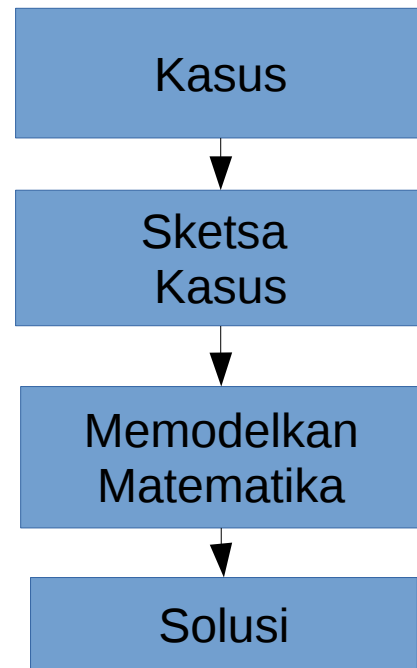 Kasus
Sketsa
Kasus
Memodelkan
Matematika
Solusi